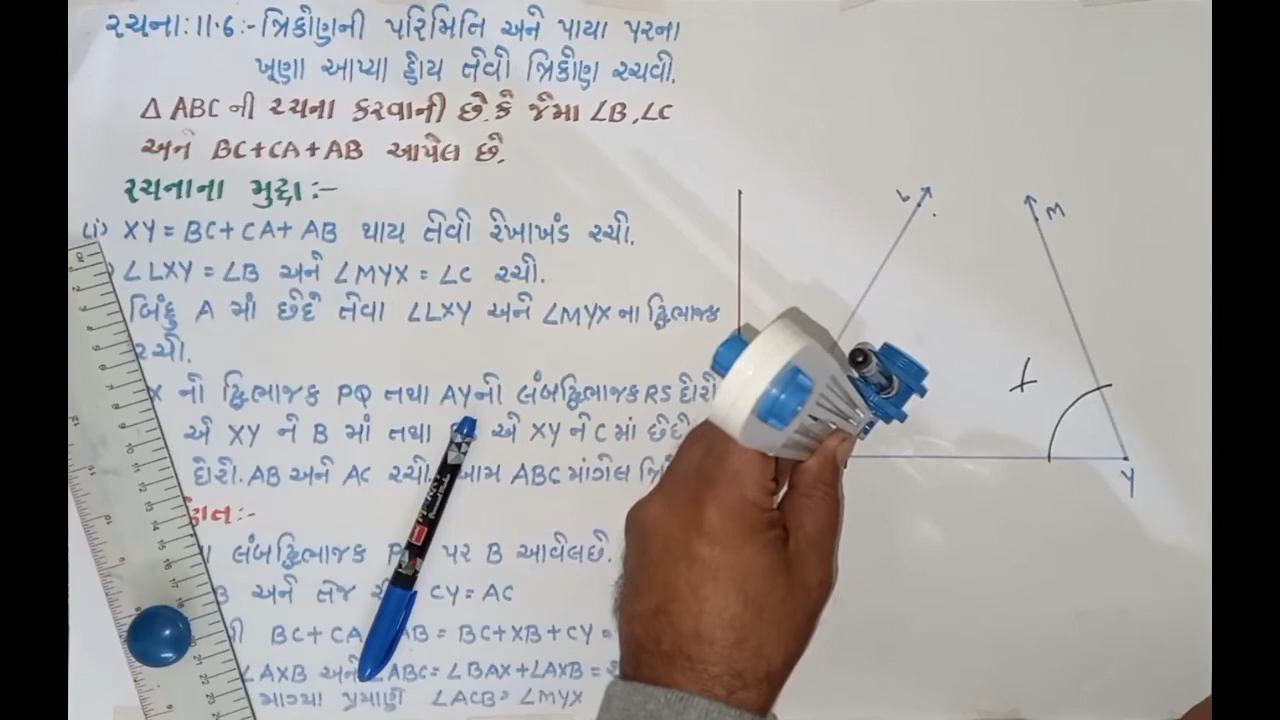 રચના:11.6:- ત્રિકોણની પરિમિતિ અને પાયા પરના
ખૂણા આપ્યા હોય તેવો ત્રિકોણ રચવો.
△ ABC ની રચના કરવાની છે. કે જેમા ∠B, ∠C
અને BC+CA+AB આપેલ છે.
રચનાના મુદ્દા:-
(i) XY = BC+CA+AB થાય તેવો રેખાખંડ રચો.
∠LXY = ∠B અને ∠MYX = ∠C રચો.
બિંદુ A માં છેદે તેવા ∠LXY અને ∠MYX ના દ્વિભાજક
રચો.
X નો દ્વિભાજક PQ તથા AYનો લંબદ્વિભાજક RS દોરો
એ XY ને B માં તથા એ XY ને C માં છેદે
દોરો. AB અને AC રચો. આમ ABC માંગેલ
લંબદ્વિભાજક P પર B આવેલ છે.
B અને તેજ CY = AC
BC + CA AB = BC + XB + CY =
∠AXB અને ∠ABC = ∠BAX + ∠AXB =
માગ્યા પ્રમાણે ∠ACB = ∠MYX
L
M
Y